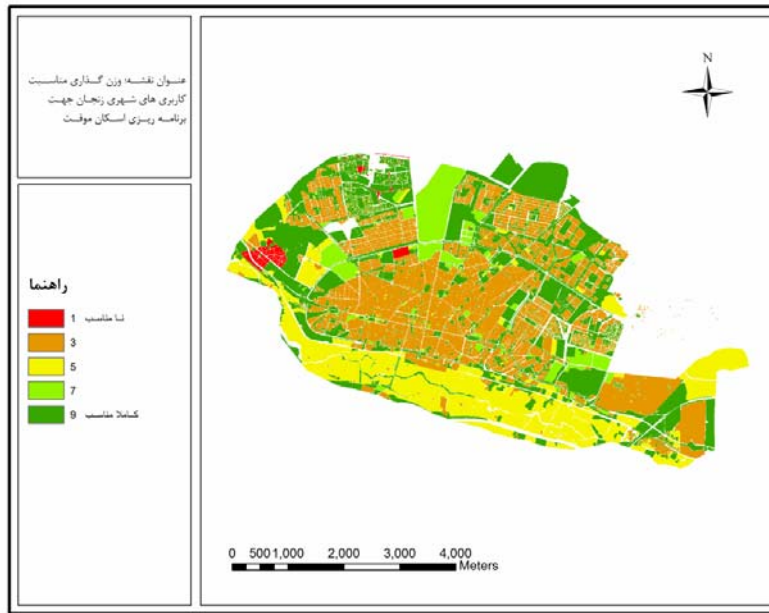 عنوان نقشه: وزن گذاری مناسبت
کاربری های شهری زنجان جهت
برنامه ریزی اسکان موقت
N
راهنما
1 نا مناسب
3
5
7
9 کاملا مناسب
0 500 1,000 2,000 3,000 4,000
Meters